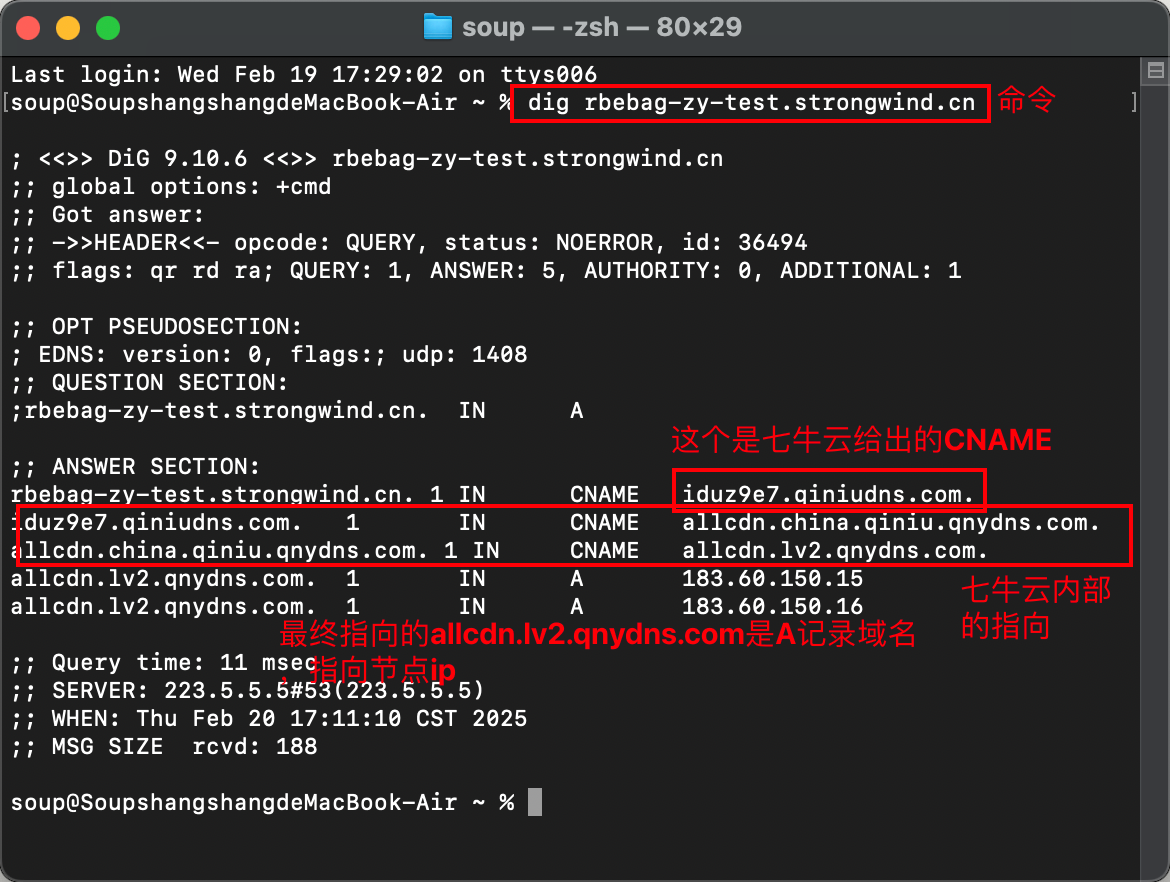 soup — -zsh — 80×29
Last login: Wed Feb 19 17:29:02 on ttys006
[soup@SoupshangshangdeMacBook-Air ~ % dig rbebag-zy-test.strongwind.cn 命令 ]
; <<>> DiG 9.10.6 <<>> rbebag-zy-test.strongwind.cn
;; global options: +cmd
;; Got answer:
;; ->>HEADER<<- opcode: QUERY, status: NOERROR, id: 36494
;; flags: qr rd ra; QUERY: 1, ANSWER: 5, AUTHORITY: 0, ADDITIONAL: 1
;; OPT PSEUDOSECTION:
; EDNS: version: 0, flags:; udp: 1408
;; QUESTION SECTION:
;rbebag-zy-test.strongwind.cn. IN A
这个是七牛云给出的CNAME
;; ANSWER SECTION:
rbebag-zy-test.strongwind.cn. 1 IN CNAME iduz9e7.qiniudns.com.
iduz9e7.qiniudns.com. 1 IN CNAME allcdn.china.qiniu.qnydns.com.
allcdn.china.qiniu.qnydns.com. 1 IN CNAME allcdn.lv2.qnydns.com.
allcdn.lv2.qnydns.com. 1 IN A 183.60.150.15
allcdn.lv2.qnydns.com. 1 IN A 183.60.150.16
七牛云内部
的指向
最终指向的allcdn.lv2.qnydns.com是A记录域名
，指向节点ip
;; Query time: 11 msec
;; SERVER: 223.5.5.5#53(223.5.5.5)
;; WHEN: Thu Feb 20 17:11:10 CST 2025
;; MSG SIZE rcvd: 188
soup@SoupshangshangdeMacBook-Air ~ %